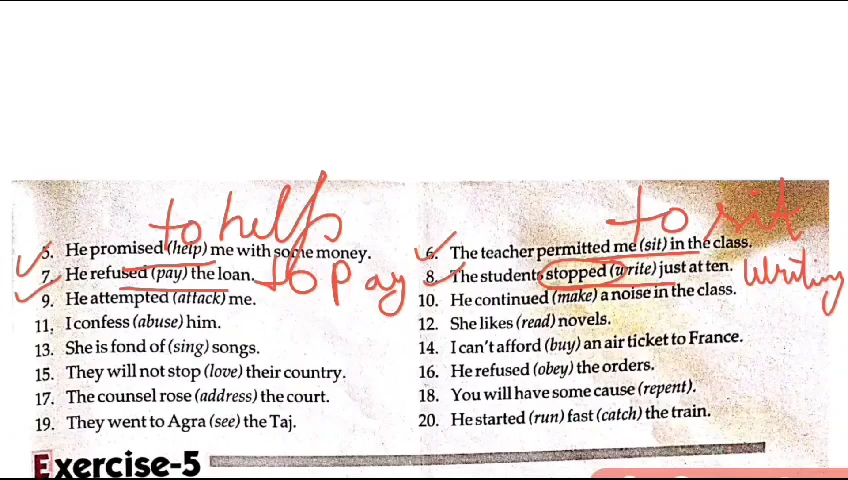 to help
to sit
5. He promised (help) me with some money.
6. The teacher permitted me (sit) in the class.
7. He refused (pay) the loan.
to pay
8. The students stopped (write) just at ten.
writing
9. He attempted (attack) me.
10. He continued (make) a noise in the class.
11, I confess (abuse) him.
12. She likes (read) novels.
13. She is fond of (sing) songs.
14. I can't afford (buy) an air ticket to France.
15. They will not stop (love) their country.
16. He refused (obey) the orders.
17. The counsel rose (address) the court.
18. You will have some cause (repent).
19. They went to Agra (see) the Taj.
20. He started (run) fast (catch) the train.
Exercise-5